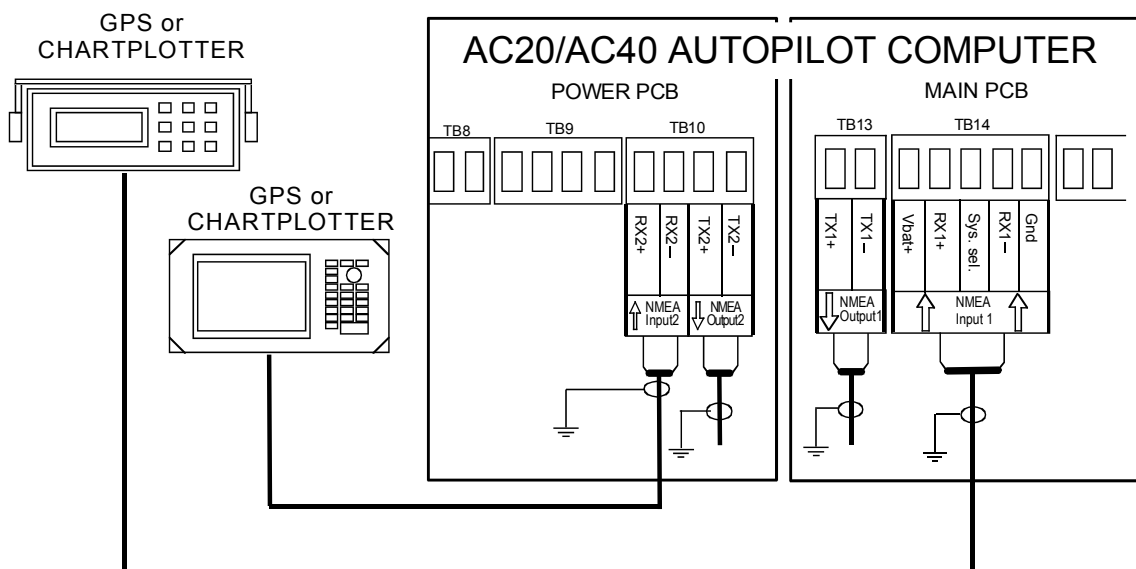 GPS or
CHARTPLOTTER
GPS or
CHARTPLOTTER
AC20/AC40 AUTOPILOT COMPUTER
POWER PCB
TB8
TB9
TB10
RX2+
RX2–
TX2+
TX2–
NMEA
Input2
NMEA
Output2
MAIN PCB
TB13
TB14
TX1+
TX1–
Vbat+
RX1+
Sys. sel.
RX1–
Gnd
NMEA
Output1
NMEA
Input 1